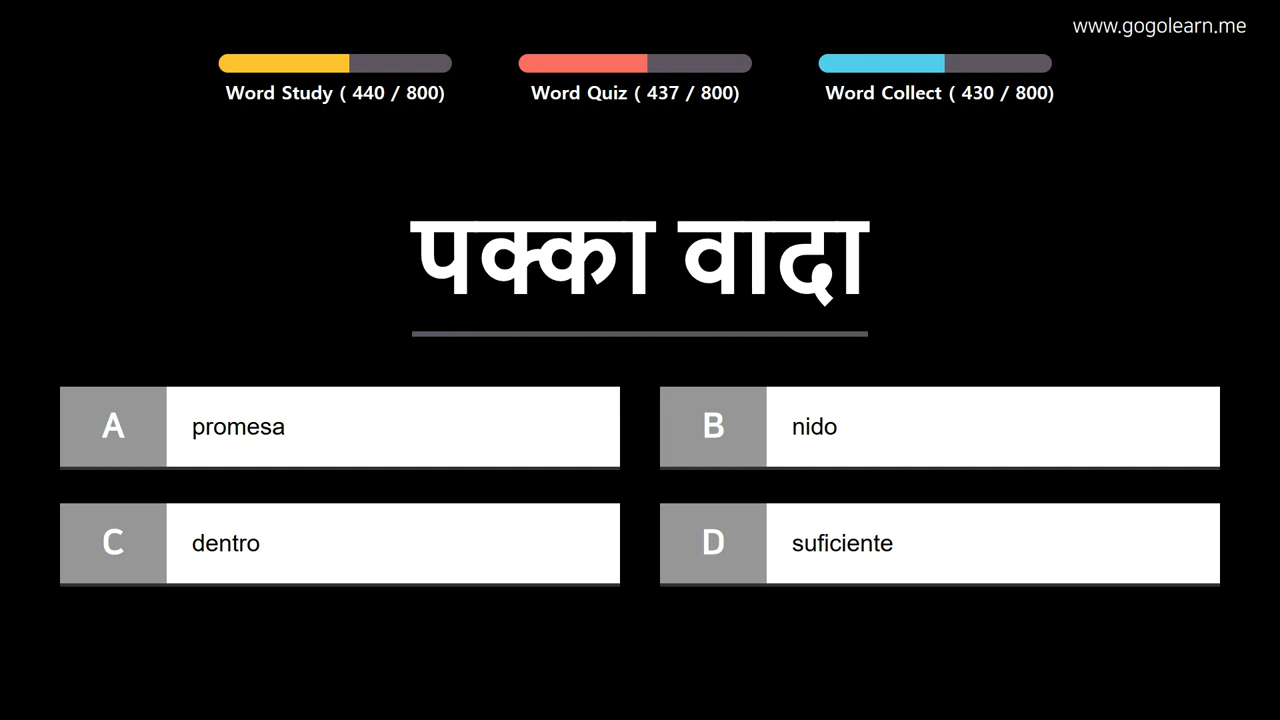 www.gogolearn.me
Word Study ( 440 / 800)
Word Quiz ( 437 / 800)
Word Collect ( 430 / 800)
पक्का वादा
A promesa
B nido
C dentro
D suficiente